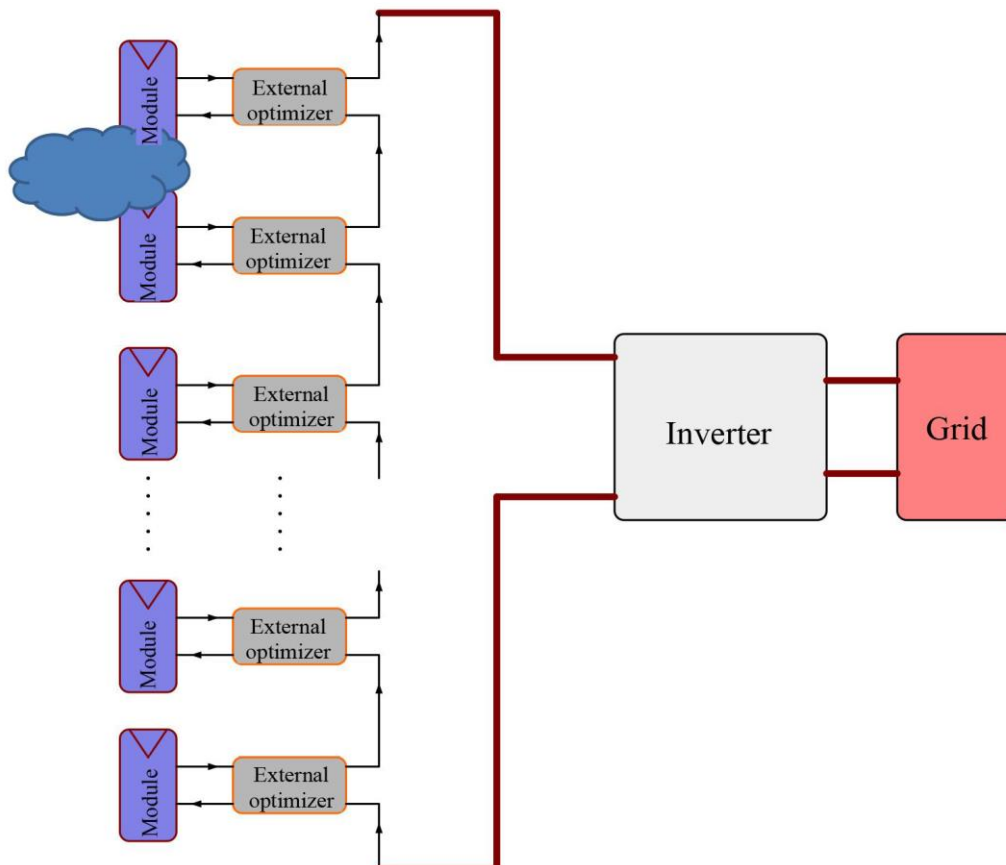 Module
External
optimizer
Module
External
optimizer
Module
External
optimizer
Inverter
Grid
Module
External
optimizer
Module
External
optimizer